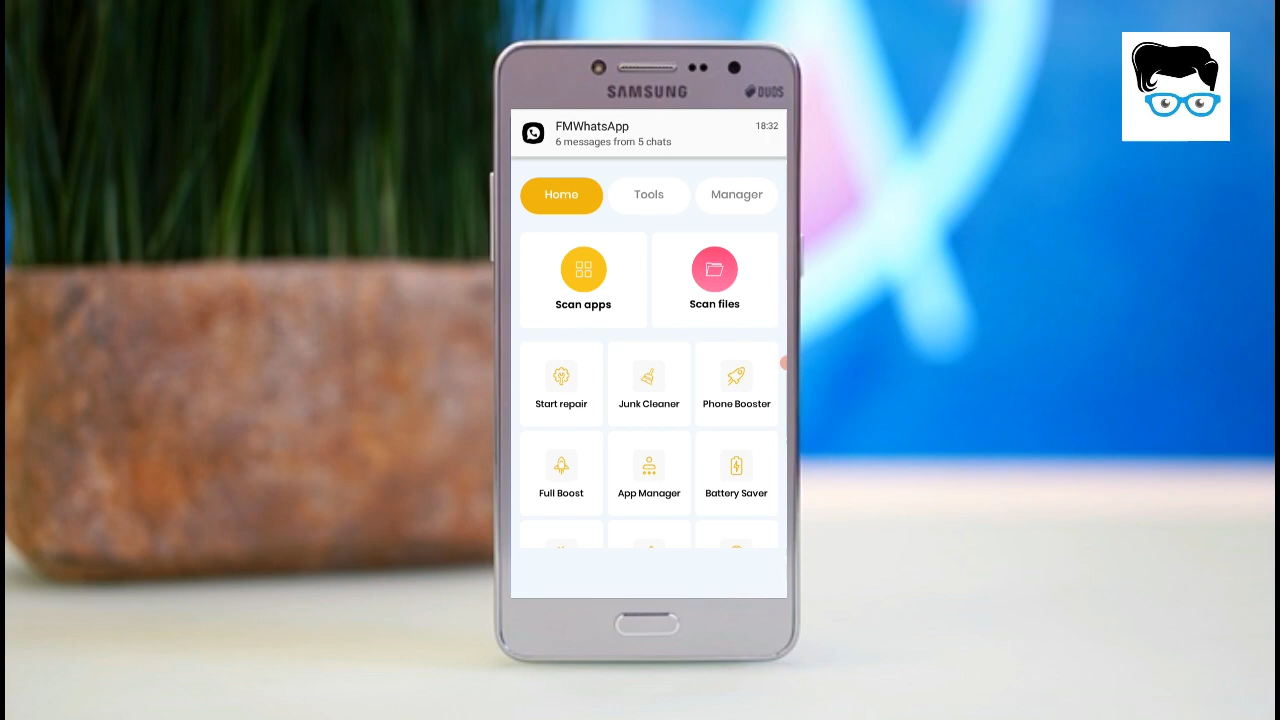 SAMSUNG
DUOS
FMWhatsApp
18:32
6 messages from 5 chats
Home
Tools
Manager
Scan apps
Scan files
Start repair
Junk Cleaner
Phone Booster
Full Boost
App Manager
Battery Saver